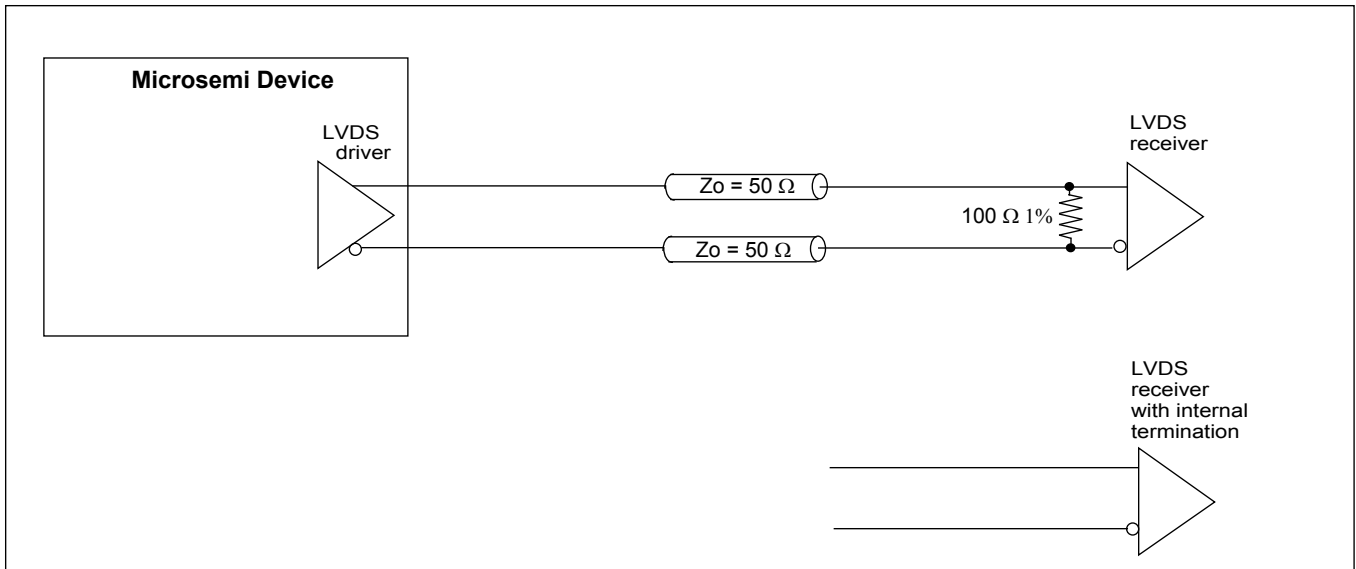 Microsemi Device
LVDS
driver
LVDS
receiver
Zo = 50 Ω
100 Ω 1%
Zo = 50 Ω
LVDS
receiver
with internal
termination